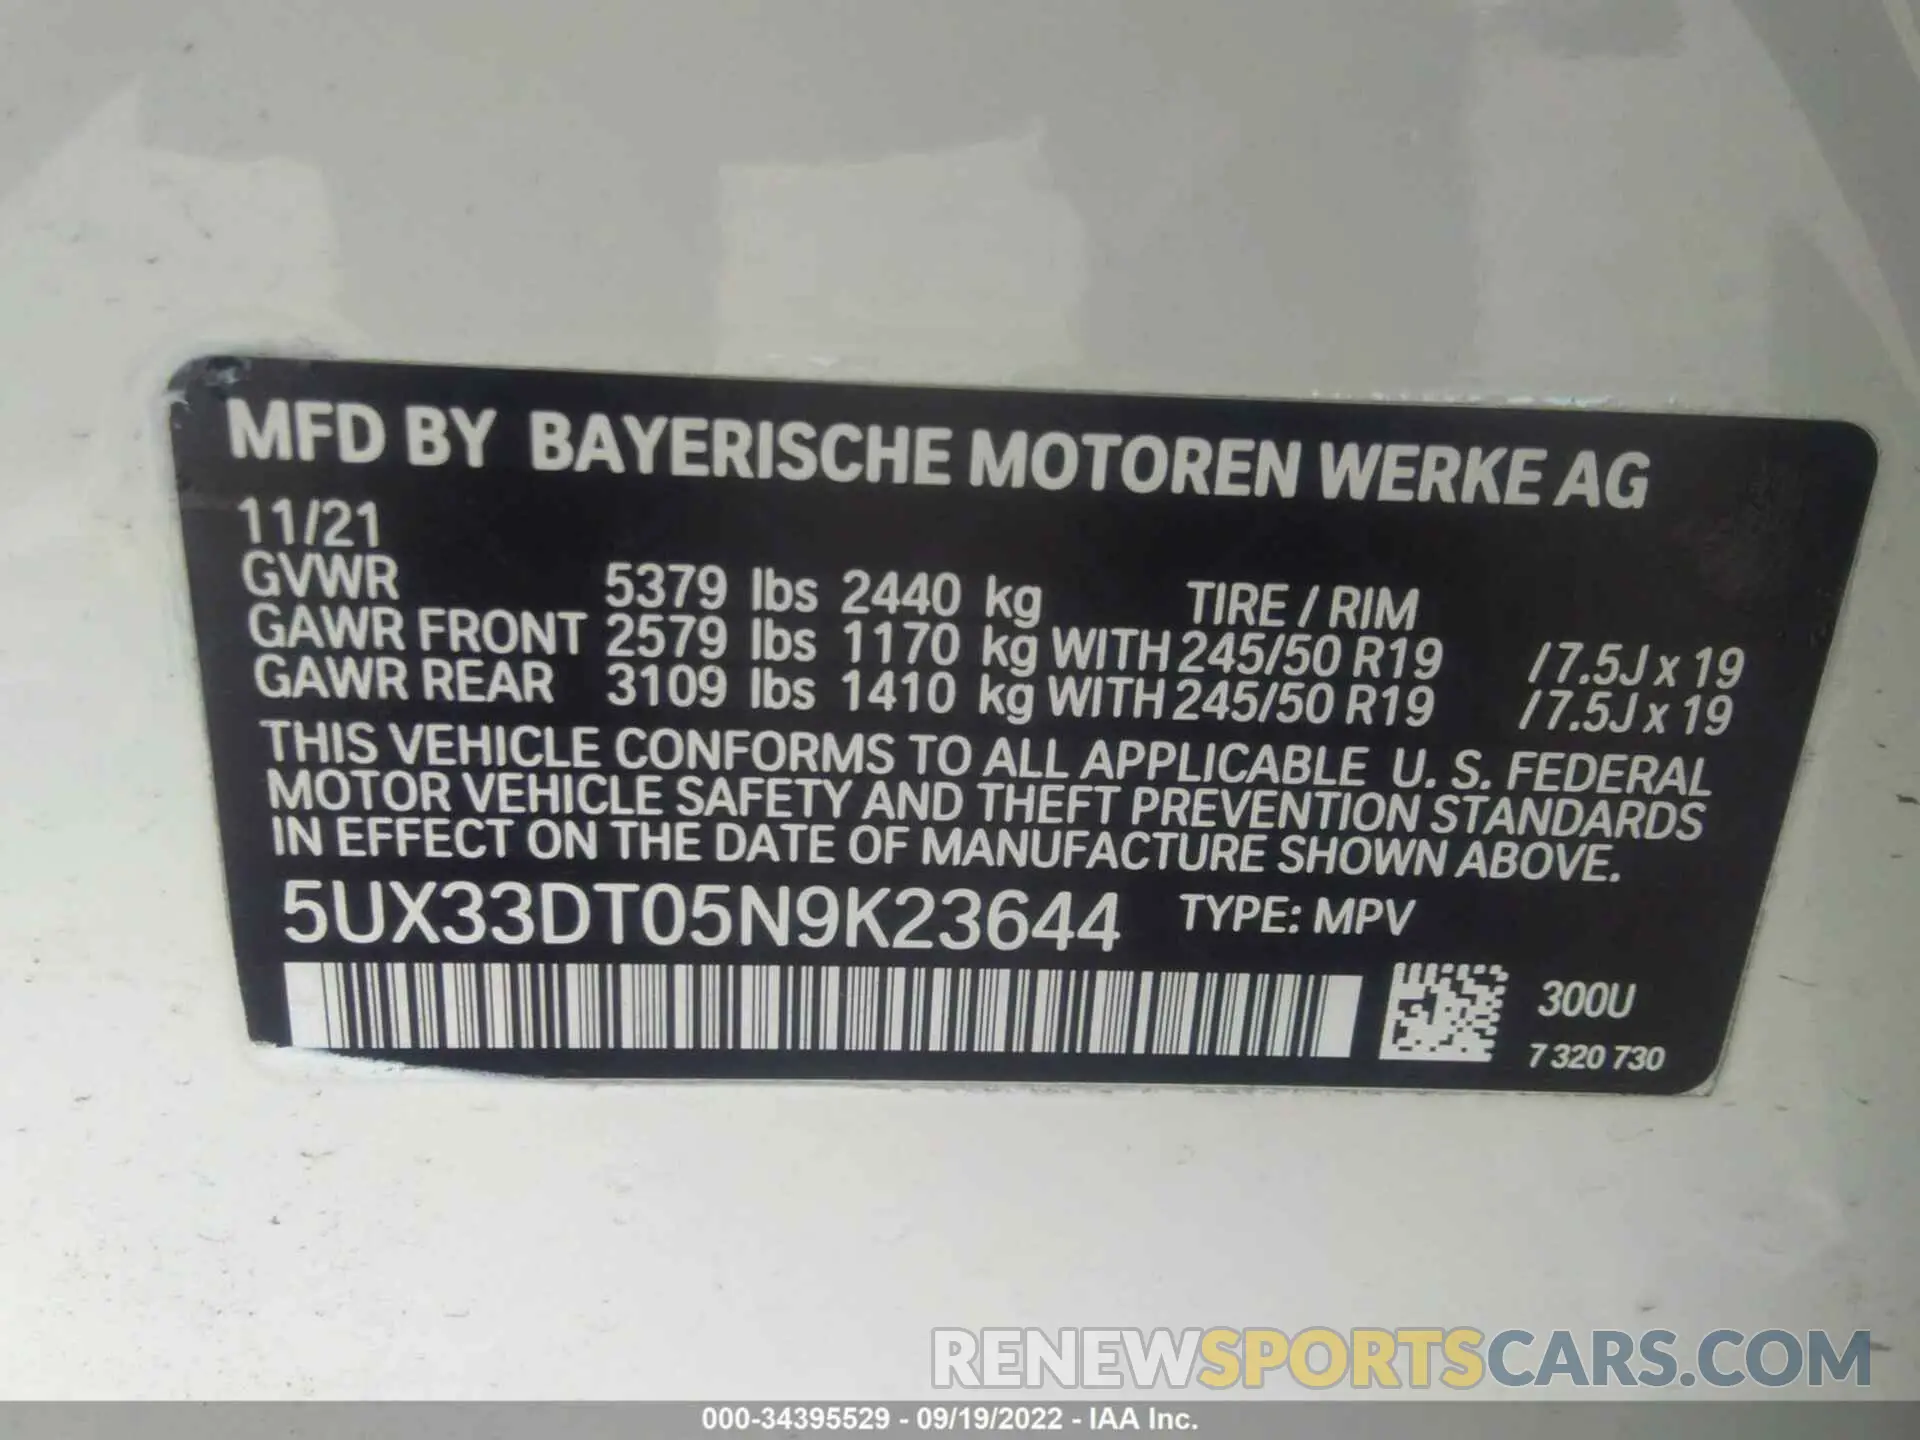 MFD BY BAYERISCHE MOTOREN WERKE AG
11/21
GVWR 5379 lbs 2440 kg TIRE / RIM
GAWR FRONT 2579 lbs 1170 kg WITH 245/50 R19 / 7.5J x 19
GAWR REAR 3109 lbs 1410 kg WITH 245/50 R19 / 7.5J x 19
THIS VEHICLE CONFORMS TO ALL APPLICABLE U. S. FEDERAL
MOTOR VEHICLE SAFETY AND THEFT PREVENTION STANDARDS
IN EFFECT ON THE DATE OF MANUFACTURE SHOWN ABOVE.
5UX33DT05N9K23644 TYPE: MPV
300U
7 320 730
RENEWSPORTSCARS.COM
000-34395529 - 09/19/2022 - IAA Inc.